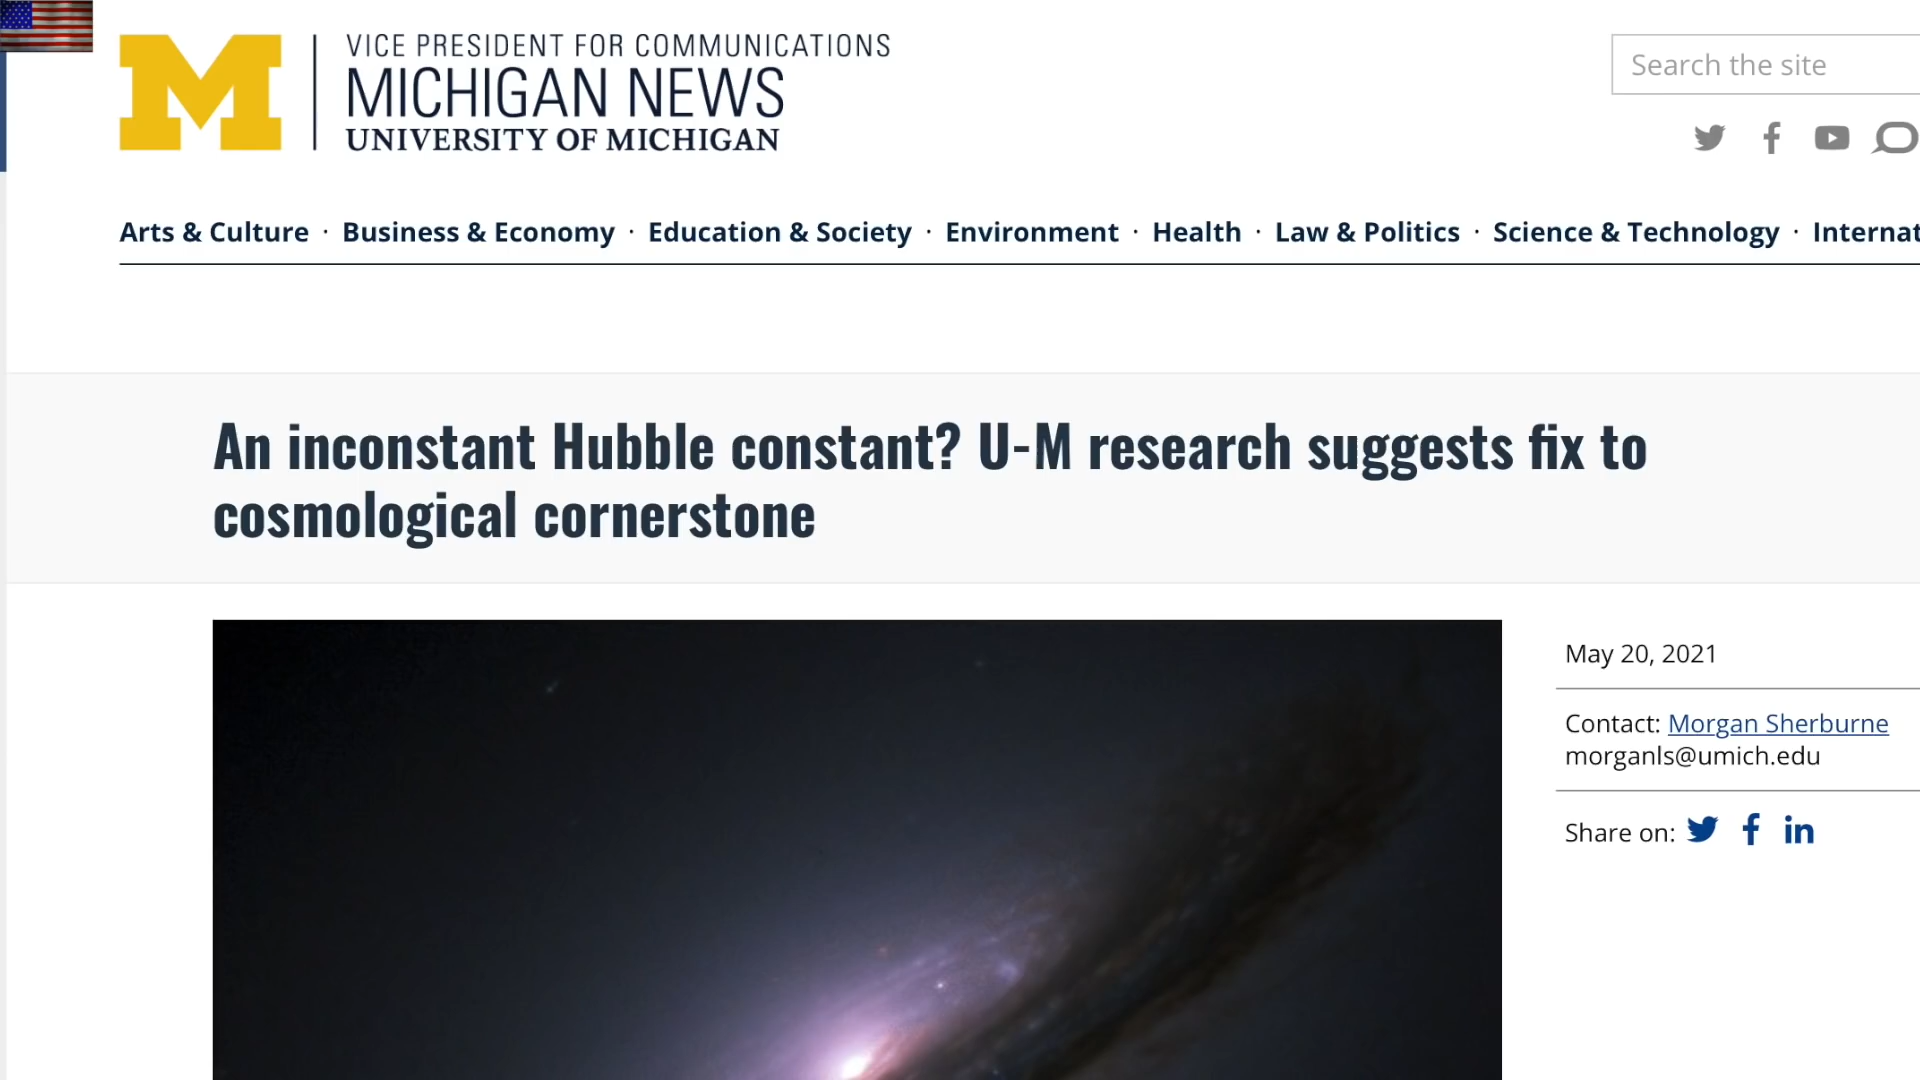 VICE PRESIDENT FOR COMMUNICATIONS
MICHIGAN NEWS
UNIVERSITY OF MICHIGAN
Search the site
Arts & Culture · Business & Economy · Education & Society · Environment · Health · Law & Politics · Science & Technology · Internat
An inconstant Hubble constant? U-M research suggests fix to
cosmological cornerstone
May 20, 2021
Contact: Morgan Sherburne
morganls@umich.edu
Share on: